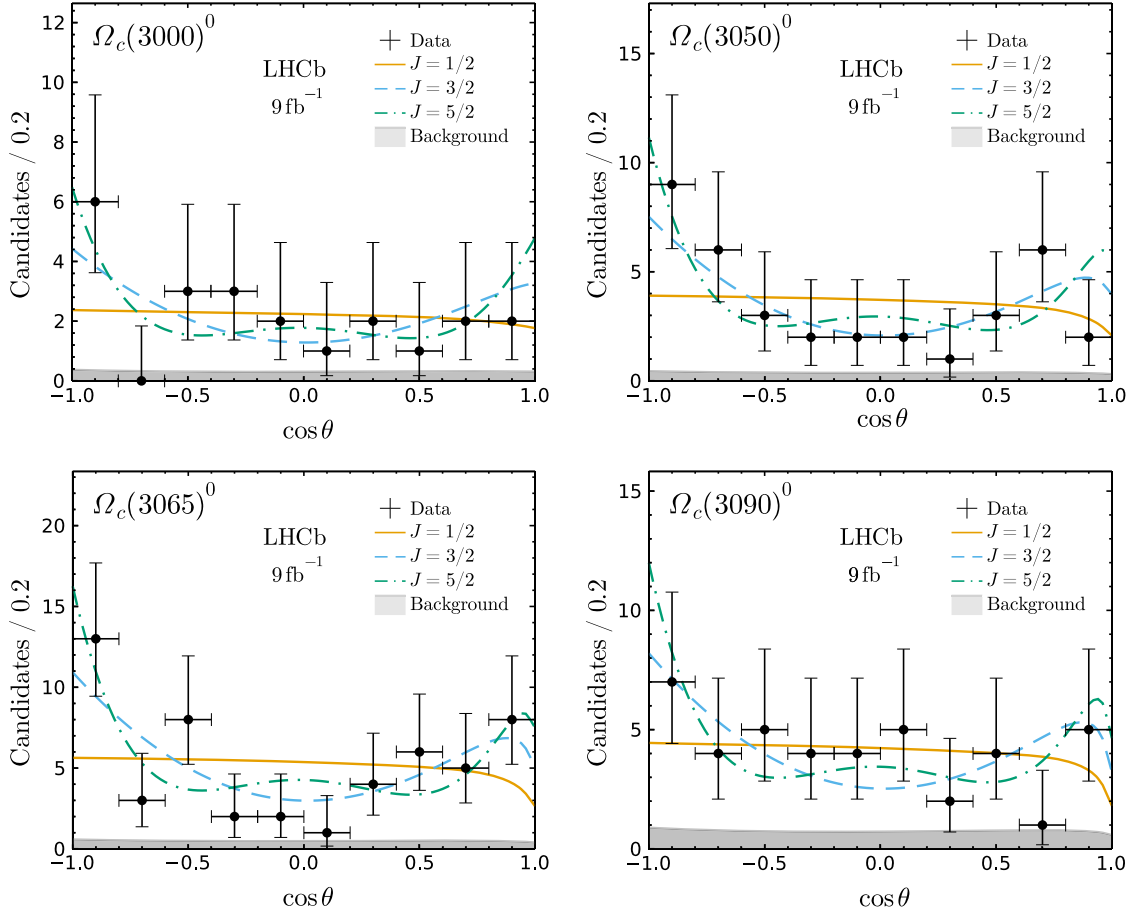 Ω_c(3000)^0
LHCb
9 fb^−1
Data
J = 1/2
J = 3/2
J = 5/2
Background
Candidates / 0.2
12
10
8
6
4
2
0
−1.0 −0.5 0.0 0.5 1.0
cos θ
Ω_c(3050)^0
LHCb
9 fb^−1
Data
J = 1/2
J = 3/2
J = 5/2
Background
Candidates / 0.2
15
10
5
0
−1.0 −0.5 0.0 0.5 1.0
cos θ
Ω_c(3065)^0
LHCb
9 fb^−1
Data
J = 1/2
J = 3/2
J = 5/2
Background
Candidates / 0.2
20
15
10
5
0
−1.0 −0.5 0.0 0.5 1.0
cos θ
Ω_c(3090)^0
LHCb
9 fb^−1
Data
J = 1/2
J = 3/2
J = 5/2
Background
Candidates / 0.2
15
10
5
0
−1.0 −0.5 0.0 0.5 1.0
cos θ